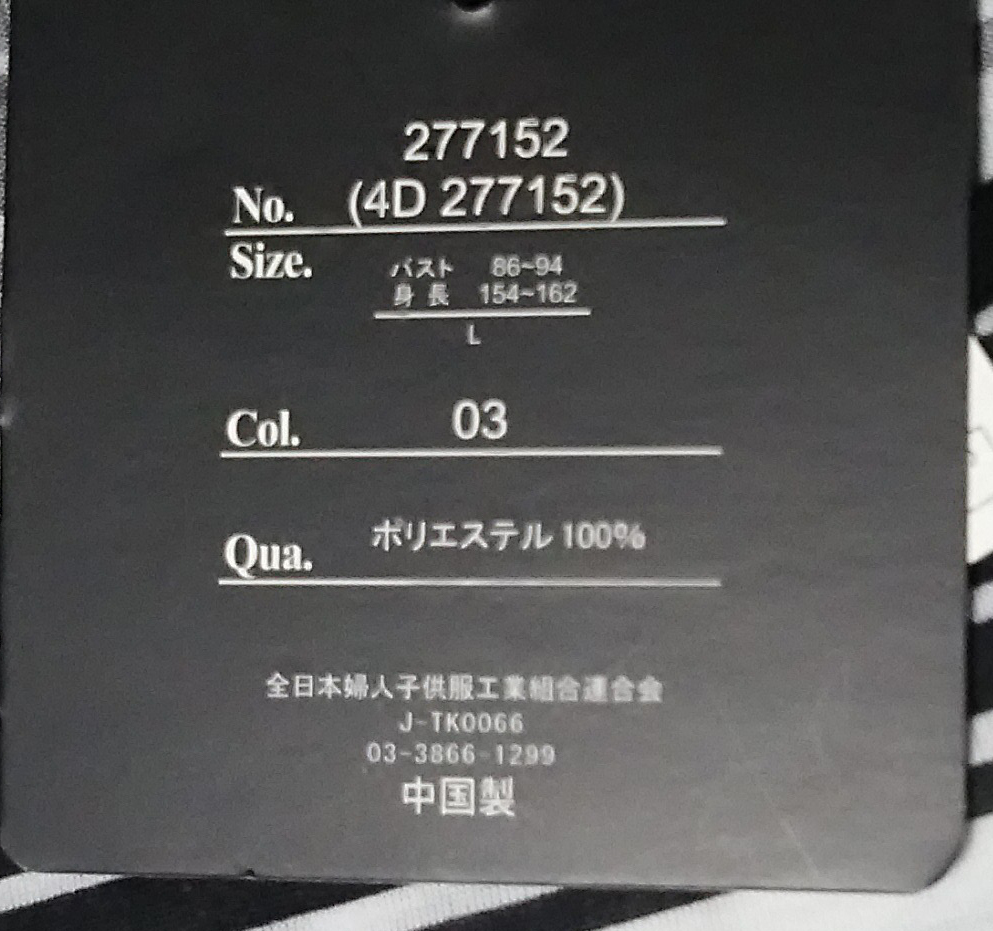 277152
No. (4D 277152)
Size.
バスト 86~94
身長 154~162
L
Col. 03
Qua. ポリエステル 100%
全日本婦人子供服工業組合連合会
J-TK0066
03-3866-1299
中国製